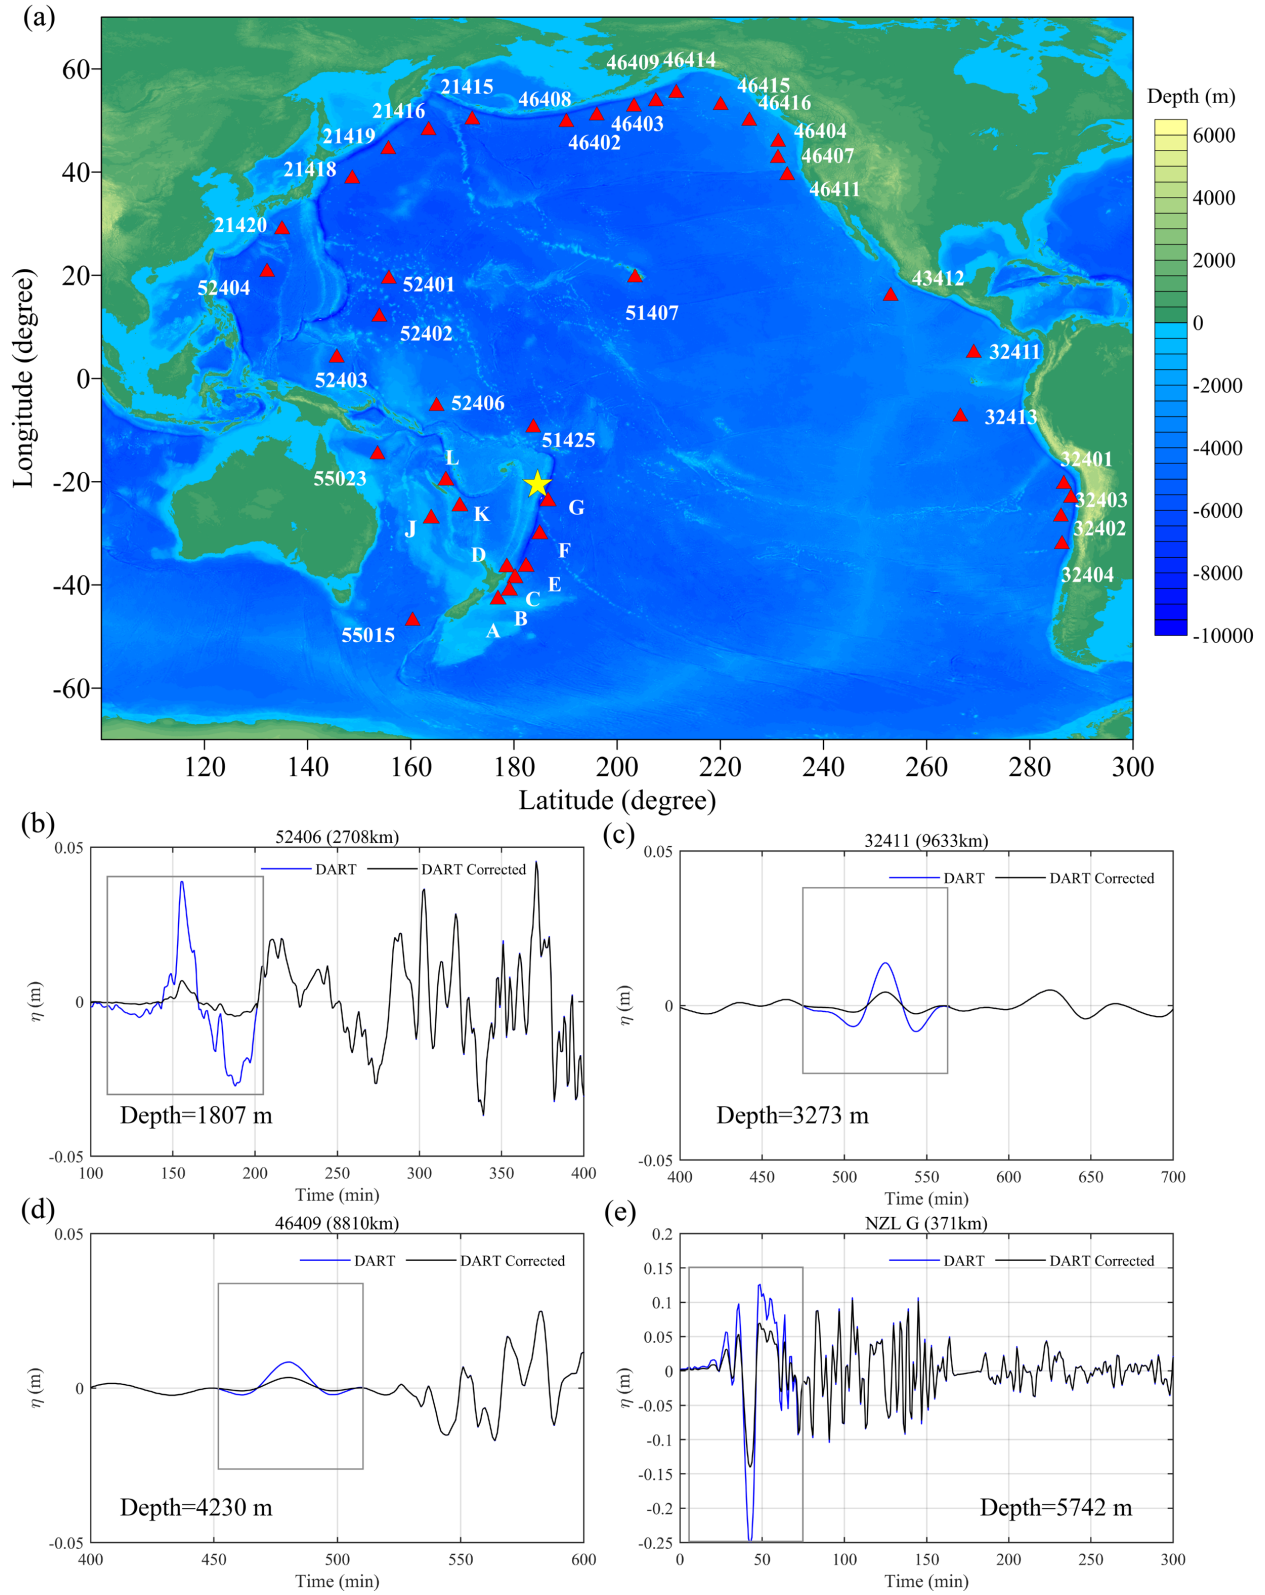 (a)
Depth (m)
6000
4000
2000
0
-2000
-4000
-6000
-8000
-10000
Longitude (degree)
60
40
20
0
-20
-40
-60
46409 46414
21415
46408
46415
46416
21416
46403
21419
46402
46404
46407
21418
46411
21420
52404
52401
43412
51407
52402
32411
52403
52406
32413
51425
L
32401
55023
G
32403
K
J
32402
F
D
32404
E
C
B
A
55015
120
140
160
180
200
220
240
260
280
300
Latitude (degree)
(b)
52406 (2708km)
0.05
0
-0.05
η (m)
DART
DART Corrected
Depth=1807 m
100
150
200
250
300
350
400
Time (min)
(c)
32411 (9633km)
0.05
0
-0.05
η (m)
DART
DART Corrected
Depth=3273 m
400
450
500
550
600
650
700
Time (min)
(d)
46409 (8810km)
0.05
0
-0.05
η (m)
DART
DART Corrected
Depth=4230 m
400
450
500
550
600
Time (min)
(e)
NZL G (371km)
0.2
0.15
0.1
0.05
0
-0.05
-0.1
-0.15
-0.2
-0.25
η (m)
DART
DART Corrected
Depth=5742 m
0
50
100
150
200
250
300
Time (min)